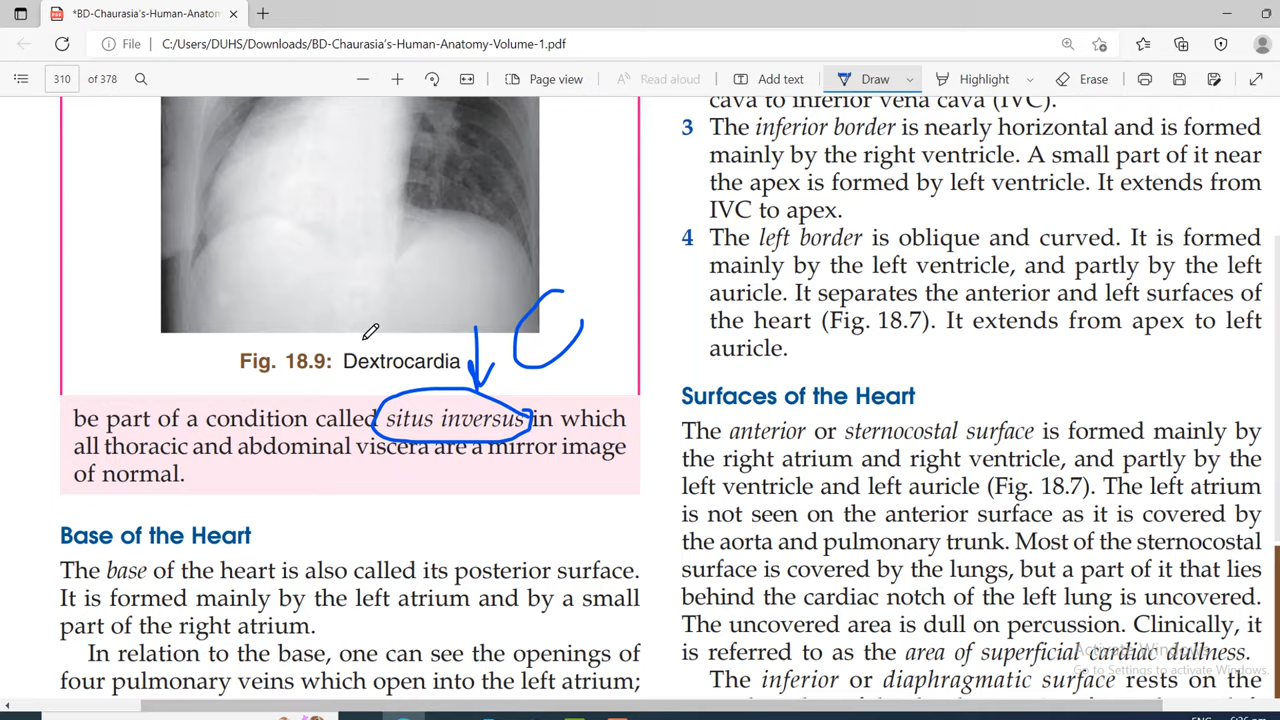 *BD-Chaurasia's-Human-Anatom
File
C:/Users/DUHS/Downloads/BD-Chaurasia's-Human-Anatomy-Volume-1.pdf
310 of 378
Page view
Read aloud
Add text
Draw
Highlight
Erase
Fig. 18.9: Dextrocardia
be part of a condition called situs inversus in which
all thoracic and abdominal viscera are a mirror image
of normal.
Base of the Heart
The base of the heart is also called its posterior surface.
It is formed mainly by the left atrium and by a small
part of the right atrium.
In relation to the base, one can see the openings of
four pulmonary veins which open into the left atrium;
cava to inferior vena cava (IVC).
3 The inferior border is nearly horizontal and is formed
mainly by the right ventricle. A small part of it near
the apex is formed by left ventricle. It extends from
IVC to apex.
4 The left border is oblique and curved. It is formed
mainly by the left ventricle, and partly by the left
auricle. It separates the anterior and left surfaces of
the heart (Fig. 18.7). It extends from apex to left
auricle.
Surfaces of the Heart
The anterior or sternocostal surface is formed mainly by
the right atrium and right ventricle, and partly by the
left ventricle and left auricle (Fig. 18.7). The left atrium
is not seen on the anterior surface as it is covered by
the aorta and pulmonary trunk. Most of the sternocostal
surface is covered by the lungs, but a part of it that lies
behind the cardiac notch of the left lung is uncovered.
The uncovered area is dull on percussion. Clinically, it
is referred to as the area of superficial cardiac dullness.
The inferior or diaphragmatic surface rests on the
Activate Windows
Go to Settings to activate Windows.